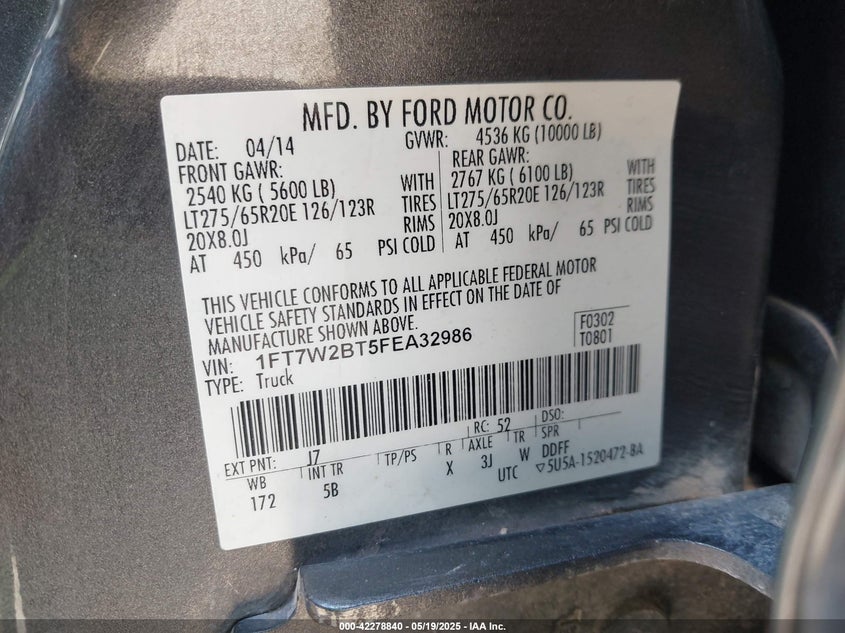 MFD. BY FORD MOTOR CO.
DATE: 04/14 GVWR: 4536 KG (10000 LB)
FRONT GAWR: REAR GAWR:
2540 KG ( 5600 LB) WITH 2767 KG ( 6100 LB) WITH
LT275/65R20E 126/123R TIRES LT275/65R20E 126/123R TIRES
20X8.0J RIMS 20X8.0J RIMS
AT 450 kPa/ 65 PSI COLD AT 450 kPa/ 65 PSI COLD
THIS VEHICLE CONFORMS TO ALL APPLICABLE FEDERAL MOTOR
VEHICLE SAFETY STANDARDS IN EFFECT ON THE DATE OF
MANUFACTURE SHOWN ABOVE.
F0302
VIN: 1FT7W2BT5FEA32986 T0801
TYPE: Truck
EXT PNT: J7 RC: 52 DSO:
WB INT TR TP/PS R AXLE TR SPR
172 5B X 3J W DDFF
UTC ▽5U5A-1520472-BA
000-42278840 - 05/19/2025 - IAA Inc.